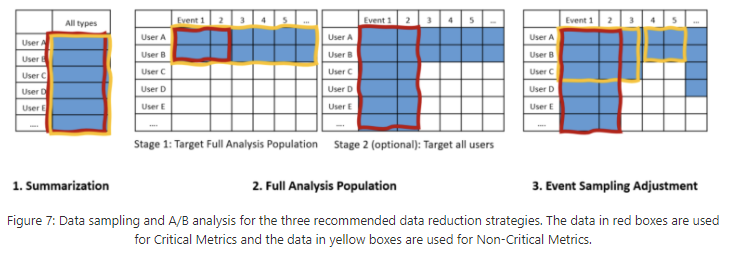 All types
User A
User B
User C
User D
User E
....
Event 1 2 3 4 5 ...
User A
User B
User C
User D
User E
....
Event 1 2 3 4 5 ...
User A
User B
User C
User D
User E
....
Event 1 2 3 4 5 ...
User A
User B
User C
User D
User E
....
Stage 1: Target Full Analysis Population
Stage 2 (optional): Target all users
1. Summarization
2. Full Analysis Population
3. Event Sampling Adjustment
Figure 7: Data sampling and A/B analysis for the three recommended data reduction strategies. The data in red boxes are used
for Critical Metrics and the data in yellow boxes are used for Non-Critical Metrics.